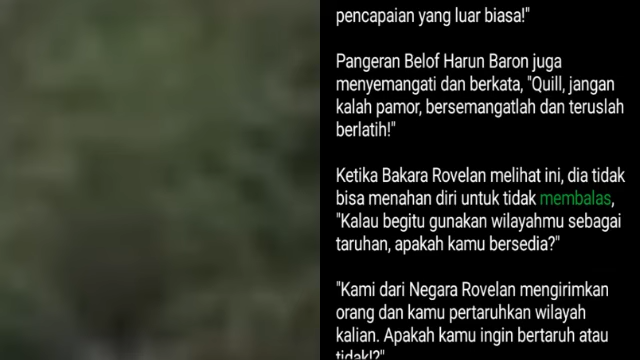 pencapaian yang luar biasa!"
Pangeran Belof Harun Baron juga
menyemangati dan berkata, "Quill, jangan
kalah pamor, bersemangatlah dan teruslah
berlatih!"
Ketika Bakara Rovelan melihat ini, dia tidak
bisa menahan diri untuk tidak membalas,
"Kalau begitu gunakan wilayahmu sebagai
taruhan, apakah kamu bersedia?"
"Kami dari Negara Rovelan mengirimkan
orang dan kamu pertaruhkan wilayah
kalian. Apakah kamu ingin bertaruh atau
tidak!?"